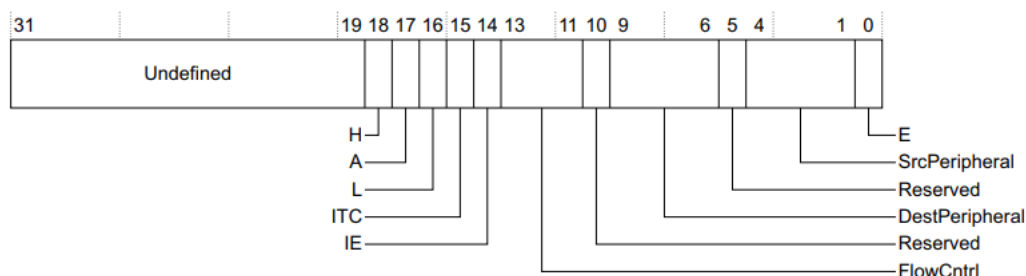 31 19 18 17 16 15 14 13 11 10 9 6 5 4 1 0
Undefined
H E
A SrcPeripheral
L Reserved
ITC DestPeripheral
IE Reserved
FlowCntrl